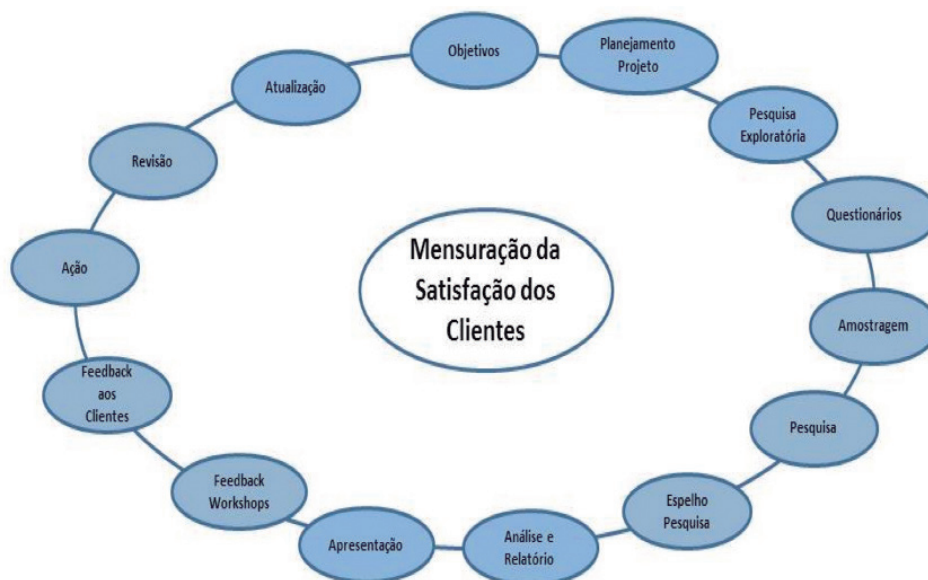 Objetivos
Planejamento
Projeto
Pesquisa
Exploratória
Questionários
Amostragem
Pesquisa
Espelho
Pesquisa
Análise e
Relatório
Apresentação
Feedback
Workshops
Feedback
aos
Clientes
Ação
Revisão
Atualização
Mensuração da
Satisfação dos
Clientes